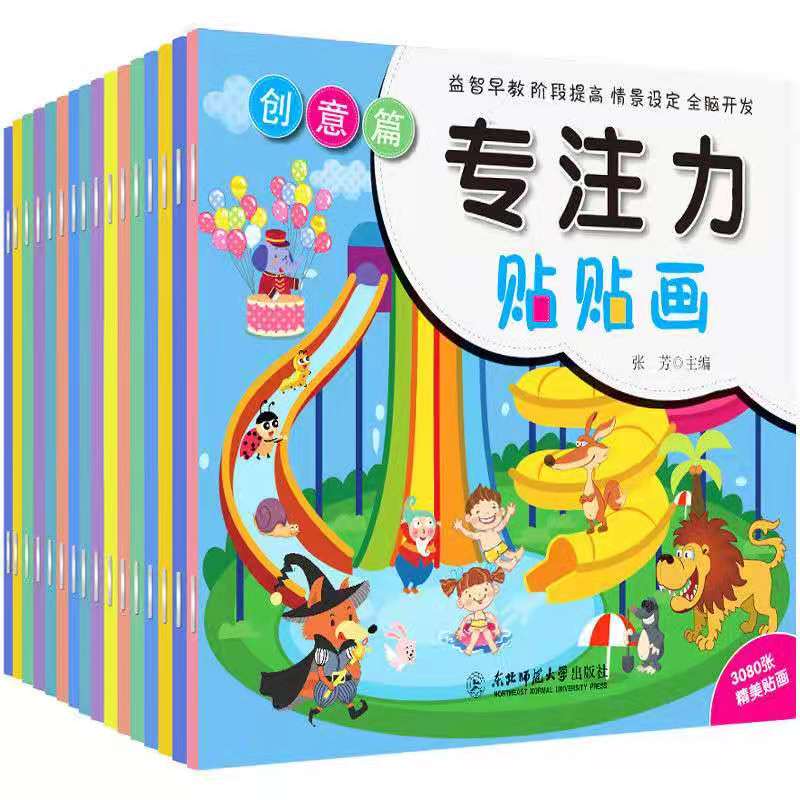 创意篇
益智早教 阶段提高 情景设定 全脑开发
专注力
贴贴画
张 芳◎主编
东北师范大学出版社
NORTHEAST NORMAL UNIVERSITY PRESS
3080张
精美贴画